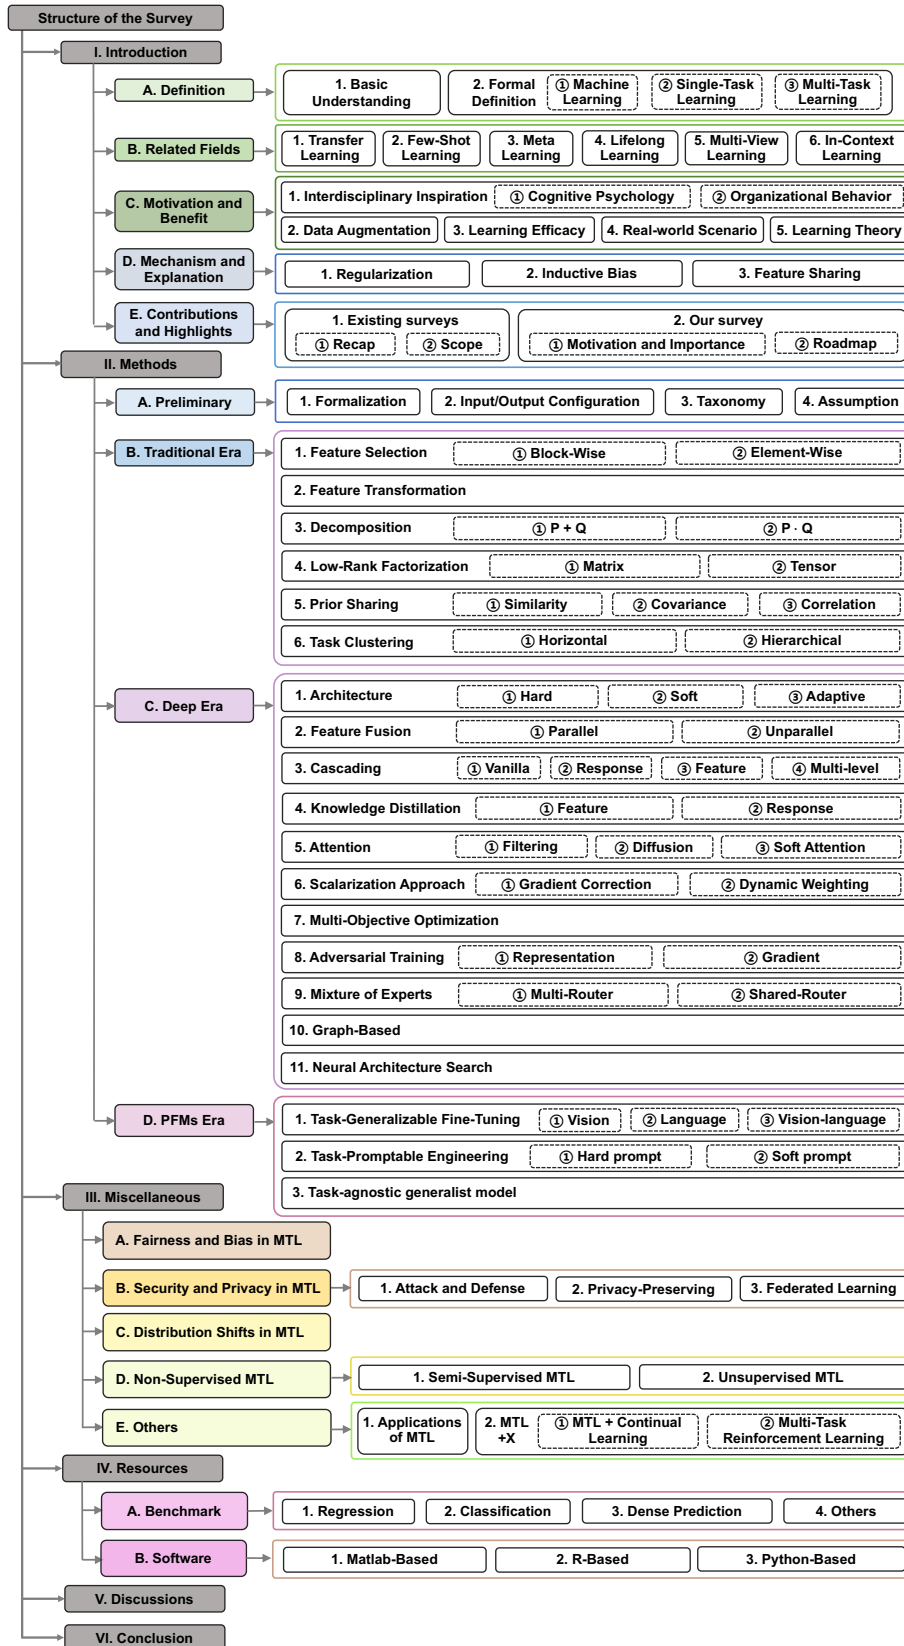 Structure of the Survey
I. Introduction
A. Definition
1. Basic
Understanding
2. Formal
Definition
① Machine
Learning
② Single-Task
Learning
③ Multi-Task
Learning
B. Related Fields
1. Transfer
Learning
2. Few-Shot
Learning
3. Meta
Learning
4. Lifelong
Learning
5. Multi-View
Learning
6. In-Context
Learning
C. Motivation and
Benefit
1. Interdisciplinary Inspiration
① Cognitive Psychology
② Organizational Behavior
2. Data Augmentation
3. Learning Efficacy
4. Real-world Scenario
5. Learning Theory
D. Mechanism and
Explanation
1. Regularization
2. Inductive Bias
3. Feature Sharing
E. Contributions
and Highlights
1. Existing surveys
① Recap
② Scope
2. Our survey
① Motivation and Importance
② Roadmap
II. Methods
A. Preliminary
1. Formalization
2. Input/Output Configuration
3. Taxonomy
4. Assumption
B. Traditional Era
1. Feature Selection
① Block-Wise
② Element-Wise
2. Feature Transformation
3. Decomposition
① P + Q
② P · Q
4. Low-Rank Factorization
① Matrix
② Tensor
5. Prior Sharing
① Similarity
② Covariance
③ Correlation
6. Task Clustering
① Horizontal
② Hierarchical
C. Deep Era
1. Architecture
① Hard
② Soft
③ Adaptive
2. Feature Fusion
① Parallel
② Unparallel
3. Cascading
① Vanilla
② Response
③ Feature
④ Multi-level
4. Knowledge Distillation
① Feature
② Response
5. Attention
① Filtering
② Diffusion
③ Soft Attention
6. Scalarization Approach
① Gradient Correction
② Dynamic Weighting
7. Multi-Objective Optimization
8. Adversarial Training
① Representation
② Gradient
9. Mixture of Experts
① Multi-Router
② Shared-Router
10. Graph-Based
11. Neural Architecture Search
D. PFMs Era
1. Task-Generalizable Fine-Tuning
① Vision
② Language
③ Vision-language
2. Task-Promptable Engineering
① Hard prompt
② Soft prompt
3. Task-agnostic generalist model
III. Miscellaneous
A. Fairness and Bias in MTL
B. Security and Privacy in MTL
1. Attack and Defense
2. Privacy-Preserving
3. Federated Learning
C. Distribution Shifts in MTL
D. Non-Supervised MTL
1. Semi-Supervised MTL
2. Unsupervised MTL
E. Others
1. Applications
of MTL
2. MTL
+X
① MTL + Continual
Learning
② Multi-Task
Reinforcement Learning
IV. Resources
A. Benchmark
1. Regression
2. Classification
3. Dense Prediction
4. Others
B. Software
1. Matlab-Based
2. R-Based
3. Python-Based
V. Discussions
VI. Conclusion